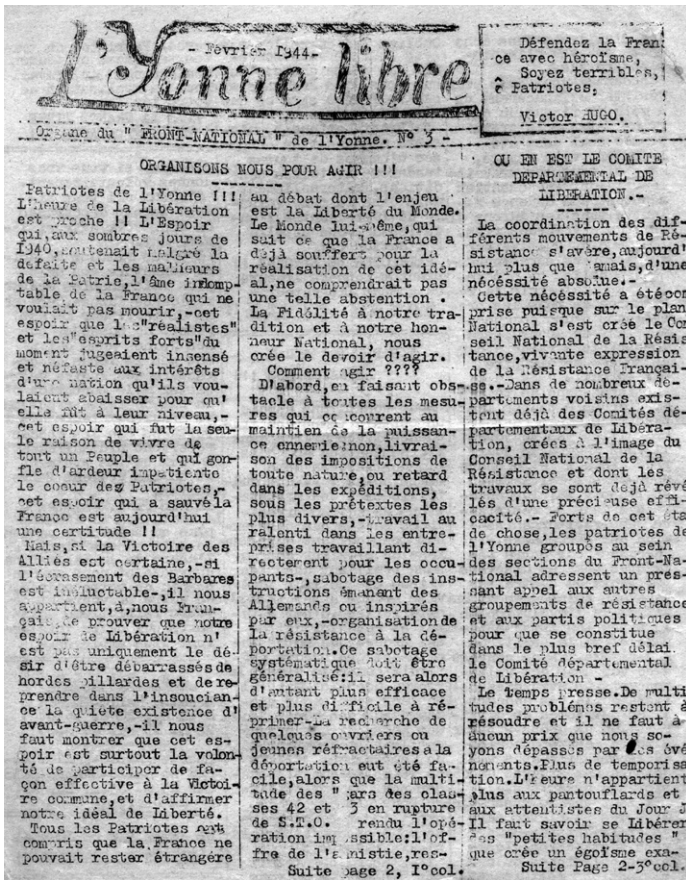 L'Yonne libre
- Février 1944-
Défendez la Fran
ce avec héroïsme,
Soyez terribles,
Patriotes,
Victor HUGO.
Organe du " FRONT-NATIONAL " de l'Yonne. N° 3 -
ORGANISONS NOUS POUR AGIR !!!
Patriotes de l'Yonne !!!
L'heure de la Libération
est proche !! L'Espoir
qui,aux sombres jours de
1940,soutenait malgré la
défaite et les malheurs
de la Patrie,l'âme indomp-
table de la France qui ne
voulait pas mourir,-cet
espoir que les"réalistes"
et les"esprits forts"du
moment jugeaient insensé
et néfaste aux intérêts
d'une nation qu'ils vou-
laient abaisser pour qu'
elle fût à leur niveau,-
cet espoir qui fut la seu-
le raison de vivre de
tout un Peuple et qui gon-
fle d'ardeur impatiente
le coeur des Patriotes,-
cet espoir qui a sauvé la
France est aujourd'hui
une certitude !!
Mais,si la Victoire des
Alliés est certaine,-si
l'écrasement des Barbares
est inéluctable-,il nous
appartient,à,nous Fran-
çais,de prouver que notre
espoir de Libération n'
est pas uniquement le dé-
sir d'être débarrassés de
hordes pillardes et de re-
prendre dans l'insoucian-
ce la quiète existence d'
avant-guerre,-il nous
faut montrer que cet es-
poir est surtout la volon-
té de participer de fa-
çon effective à la Victoi-
re commune,et d'affirmer
notre idéal de Liberté.
Tous les Patriotes ont
compris que la France ne
pouvait rester étrangère
au débat dont l'enjeu
est la Liberté du Monde.
Le Monde lui-même,qui
sait ce que la France a
déjà souffert pour la
réalisation de cet idé-
al,ne comprendrait pas
une telle abstention .
La Fidélité à notre tra-
dition et à notre hon-
neur National, nous
crée le devoir d'agir.
Comment agir ????
D'abord,en faisant obs-
tacle à toutes les mesu-
res qui concourent au
maintien de la puissan-
ce ennemie:non,livrai-
son des impositions de
toute nature,ou retard
dans les expéditions,
sous les prétextes les
plus divers,-travail au
ralenti dans les entre-
prises travaillant di-
rectement pour les occu-
pants-,sabotage des ins-
tructions émanant des
Allemands ou inspirés
par eux,-organisation de
la résistance à la dé-
portation.Ce sabotage
systématique doit être
généralisé:il sera alors
d'autant plus efficace
et plus difficile à ré-
primer-La recherche de
quelques ouvriers ou
jeunes réfractaires à la
déportation eut été fa-
cile,alors que la multi-
tude des " gars des clas-
ses 42 et 3 en rupture
de S.T.O. rendu l'opé-
ration impossible:l'of-
fre de l'amnistie,res-
Suite page 2, I°col.
OU EN EST LE COMITE
DEPARTEMENTAL DE
LIBERATION.-
La coordination des dif-
férents mouvements de Ré-
sistance s'avère,aujourd'
hui plus que jamais,d'une
nécéssité absolue.-
Cette nécéssité a été com
prise puisque sur le plan
National s'est crée le Con
seil National de la Résis
tance,vivante expression
de la Résistance Françai-
se.-Dans de nombreux dé-
partements voisins exis-
tent déjà des Comités dé-
partementaux de Libéra-
tion, crées à l'image du
Conseil National de la
Résistance et dont les
travaux se sont déjà révé
lés d'une précieuse effi-
cacité.- Forts de cet éta
de chose,les patriotes de
l'Yonne groupés au sein
des sections du Front-Na-
tional adressent un pres-
sant appel aux autres
groupements de résistance
et aux partis politiques
pour que se constitue
dans le plus bref délai
le Comité départemental
de Libération -
Le temps presse.De multi
tudes problémes restent à
résoudre et il ne faut à
aucun prix que nous so-
yons dépassés par les évé
nements.Plus de temporisa
tion.L'heure n'appartient
plus aux pantouflards et
aux attentistes du Jour J
Il faut savoir se Libérer
des "petites habitudes "
que crée un égoïsme exa-
Suite Page 2-3°col.